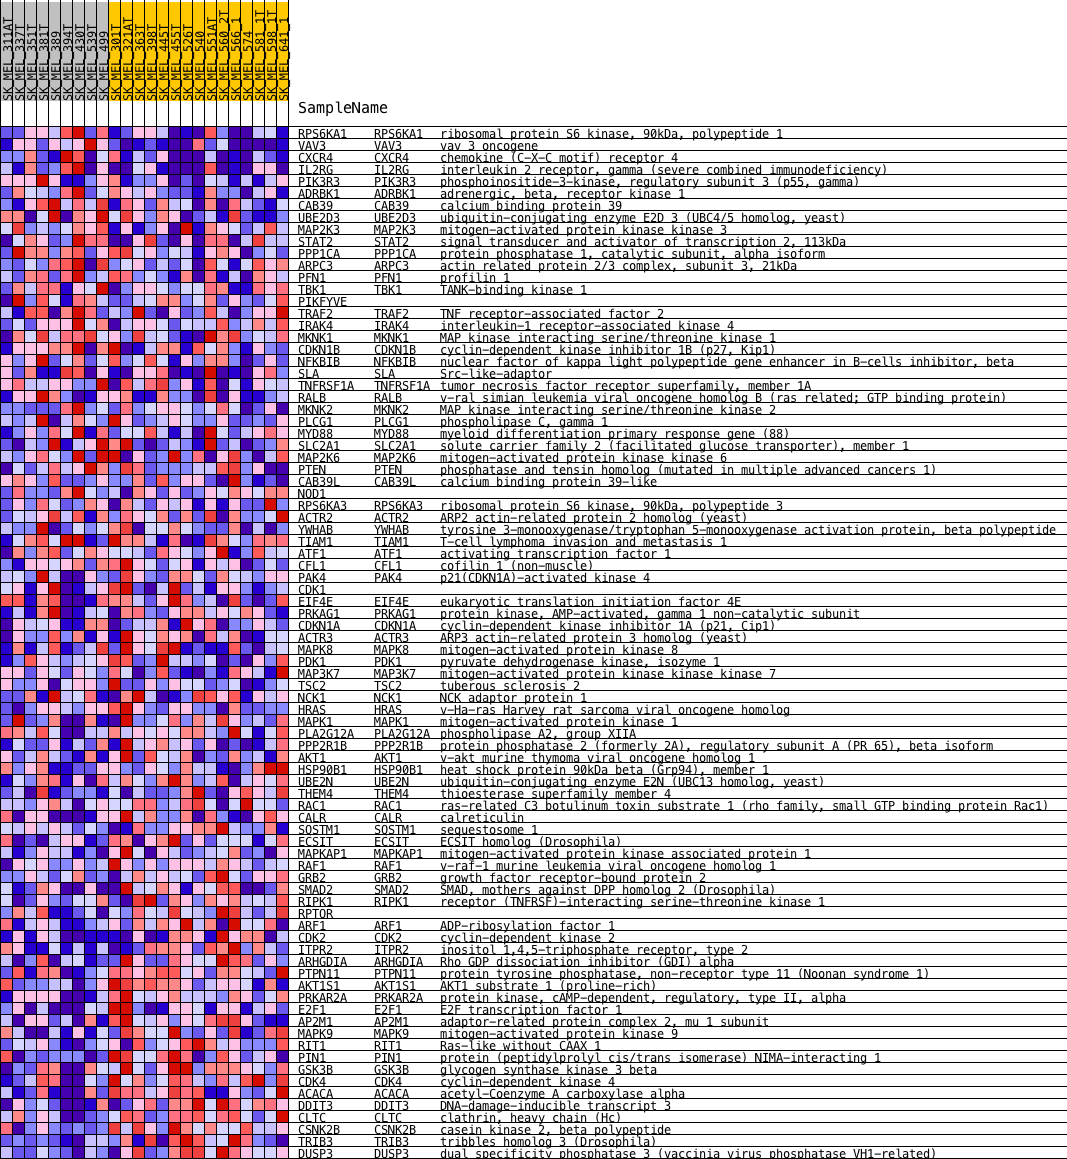 SK_MEL_311AT
SK_MEL_337T
SK_MEL_351T
SK_MEL_381T
SK_MEL_389
SK_MEL_394T
SK_MEL_430T
SK_MEL_539T
SK_MEL_499
SK_MEL_301T
SK_MEL_321AT
SK_MEL_363T
SK_MEL_398T
SK_MEL_445T
SK_MEL_455T
SK_MEL_526T
SK_MEL_540
SK_MEL_551AT
SK_MEL_560_2T
SK_MEL_566_1
SK_MEL_574
SK_MEL_581_1T
SK_MEL_598_1T
SK_MEL_641_1
SampleName
RPS6KA1 RPS6KA1 ribosomal protein S6 kinase, 90kDa, polypeptide 1
VAV3 VAV3 vav 3 oncogene
CXCR4 CXCR4 chemokine (C-X-C motif) receptor 4
IL2RG IL2RG interleukin 2 receptor, gamma (severe combined immunodeficiency)
PIK3R3 PIK3R3 phosphoinositide-3-kinase, regulatory subunit 3 (p55, gamma)
ADRBK1 ADRBK1 adrenergic, beta, receptor kinase 1
CAB39 CAB39 calcium binding protein 39
UBE2D3 UBE2D3 ubiquitin-conjugating enzyme E2D 3 (UBC4/5 homolog, yeast)
MAP2K3 MAP2K3 mitogen-activated protein kinase kinase 3
STAT2 STAT2 signal transducer and activator of transcription 2, 113kDa
PPP1CA PPP1CA protein phosphatase 1, catalytic subunit, alpha isoform
ARPC3 ARPC3 actin related protein 2/3 complex, subunit 3, 21kDa
PFN1 PFN1 profilin 1
TBK1 TBK1 TANK-binding kinase 1
PIKFYVE
TRAF2 TRAF2 TNF receptor-associated factor 2
IRAK4 IRAK4 interleukin-1 receptor-associated kinase 4
MKNK1 MKNK1 MAP kinase interacting serine/threonine kinase 1
CDKN1B CDKN1B cyclin-dependent kinase inhibitor 1B (p27, Kip1)
NFKBIB NFKBIB nuclear factor of kappa light polypeptide gene enhancer in B-cells inhibitor, beta
SLA SLA Src-like-adaptor
TNFRSF1A TNFRSF1A tumor necrosis factor receptor superfamily, member 1A
RALB RALB v-ral simian leukemia viral oncogene homolog B (ras related; GTP binding protein)
MKNK2 MKNK2 MAP kinase interacting serine/threonine kinase 2
PLCG1 PLCG1 phospholipase C, gamma 1
MYD88 MYD88 myeloid differentiation primary response gene (88)
SLC2A1 SLC2A1 solute carrier family 2 (facilitated glucose transporter), member 1
MAP2K6 MAP2K6 mitogen-activated protein kinase kinase 6
PTEN PTEN phosphatase and tensin homolog (mutated in multiple advanced cancers 1)
CAB39L CAB39L calcium binding protein 39-like
NOD1
RPS6KA3 RPS6KA3 ribosomal protein S6 kinase, 90kDa, polypeptide 3
ACTR2 ACTR2 ARP2 actin-related protein 2 homolog (yeast)
YWHAB YWHAB tyrosine 3-monooxygenase/tryptophan 5-monooxygenase activation protein, beta polypeptide
TIAM1 TIAM1 T-cell lymphoma invasion and metastasis 1
ATF1 ATF1 activating transcription factor 1
CFL1 CFL1 cofilin 1 (non-muscle)
PAK4 PAK4 p21(CDKN1A)-activated kinase 4
CDK1
EIF4E EIF4E eukaryotic translation initiation factor 4E
PRKAG1 PRKAG1 protein kinase, AMP-activated, gamma 1 non-catalytic subunit
CDKN1A CDKN1A cyclin-dependent kinase inhibitor 1A (p21, Cip1)
ACTR3 ACTR3 ARP3 actin-related protein 3 homolog (yeast)
MAPK8 MAPK8 mitogen-activated protein kinase 8
PDK1 PDK1 pyruvate dehydrogenase kinase, isozyme 1
MAP3K7 MAP3K7 mitogen-activated protein kinase kinase kinase 7
TSC2 TSC2 tuberous sclerosis 2
NCK1 NCK1 NCK adaptor protein 1
HRAS HRAS v-Ha-ras Harvey rat sarcoma viral oncogene homolog
MAPK1 MAPK1 mitogen-activated protein kinase 1
PLA2G12A PLA2G12A phospholipase A2, group XIIA
PPP2R1B PPP2R1B protein phosphatase 2 (formerly 2A), regulatory subunit A (PR 65), beta isoform
AKT1 AKT1 v-akt murine thymoma viral oncogene homolog 1
HSP90B1 HSP90B1 heat shock protein 90kDa beta (Grp94), member 1
UBE2N UBE2N ubiquitin-conjugating enzyme E2N (UBC13 homolog, yeast)
THEM4 THEM4 thioesterase superfamily member 4
RAC1 RAC1 ras-related C3 botulinum toxin substrate 1 (rho family, small GTP binding protein Rac1)
CALR CALR calreticulin
SQSTM1 SQSTM1 sequestosome 1
ECSIT ECSIT ECSIT homolog (Drosophila)
MAPKAP1 MAPKAP1 mitogen-activated protein kinase associated protein 1
RAF1 RAF1 v-raf-1 murine leukemia viral oncogene homolog 1
GRB2 GRB2 growth factor receptor-bound protein 2
SMAD2 SMAD2 SMAD, mothers against DPP homolog 2 (Drosophila)
RIPK1 RIPK1 receptor (TNFRSF)-interacting serine-threonine kinase 1
RPTOR
ARF1 ARF1 ADP-ribosylation factor 1
CDK2 CDK2 cyclin-dependent kinase 2
ITPR2 ITPR2 inositol 1,4,5-triphosphate receptor, type 2
ARHGDIA ARHGDIA Rho GDP dissociation inhibitor (GDI) alpha
PTPN11 PTPN11 protein tyrosine phosphatase, non-receptor type 11 (Noonan syndrome 1)
AKT1S1 AKT1S1 AKT1 substrate 1 (proline-rich)
PRKAR2A PRKAR2A protein kinase, cAMP-dependent, regulatory, type II, alpha
E2F1 E2F1 E2F transcription factor 1
AP2M1 AP2M1 adaptor-related protein complex 2, mu 1 subunit
MAPK9 MAPK9 mitogen-activated protein kinase 9
RIT1 RIT1 Ras-like without CAAX 1
PIN1 PIN1 protein (peptidylprolyl cis/trans isomerase) NIMA-interacting 1
GSK3B GSK3B glycogen synthase kinase 3 beta
CDK4 CDK4 cyclin-dependent kinase 4
ACACA ACACA acetyl-Coenzyme A carboxylase alpha
DDIT3 DDIT3 DNA-damage-inducible transcript 3
CLTC CLTC clathrin, heavy chain (Hc)
CSNK2B CSNK2B casein kinase 2, beta polypeptide
TRIB3 TRIB3 tribbles homolog 3 (Drosophila)
DUSP3 DUSP3 dual specificity phosphatase 3 (vaccinia virus phosphatase VH1-related)